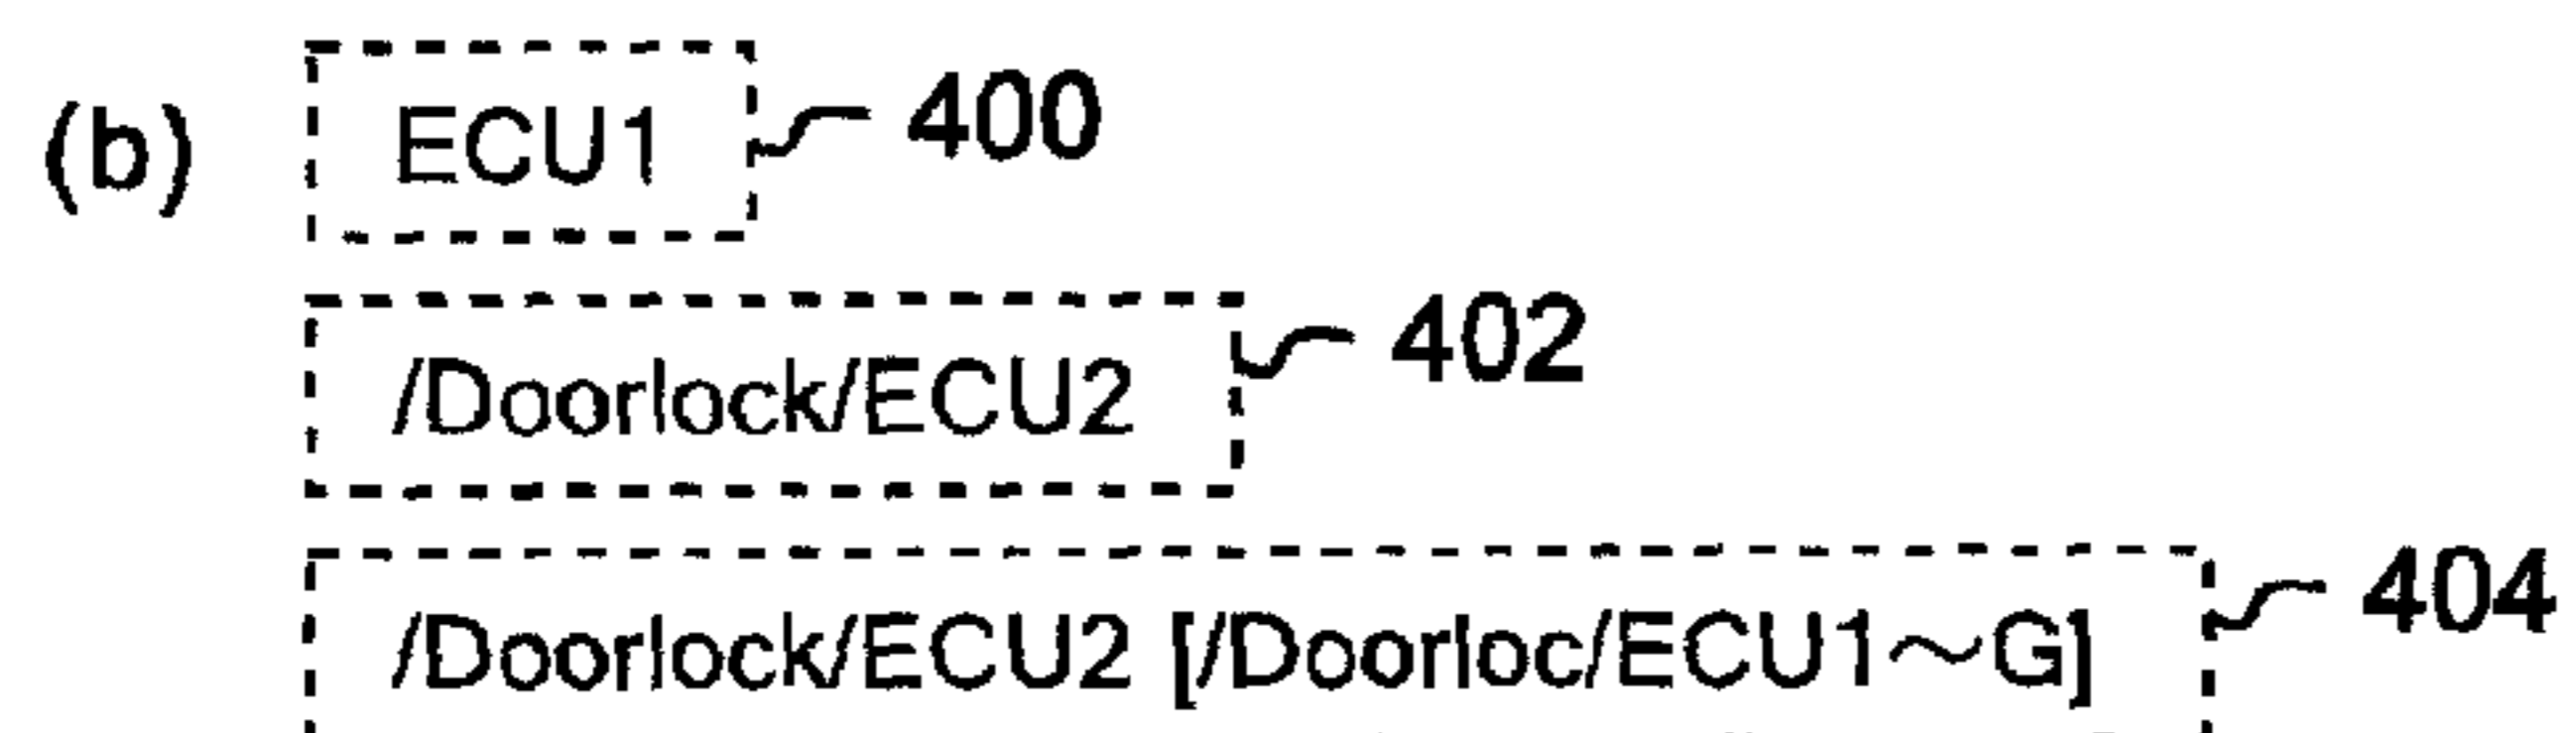 (b) ECU1 400
/Doorlock/ECU2 402
/Doorlock/ECU2 [/Doorloc/ECU1～G] 404